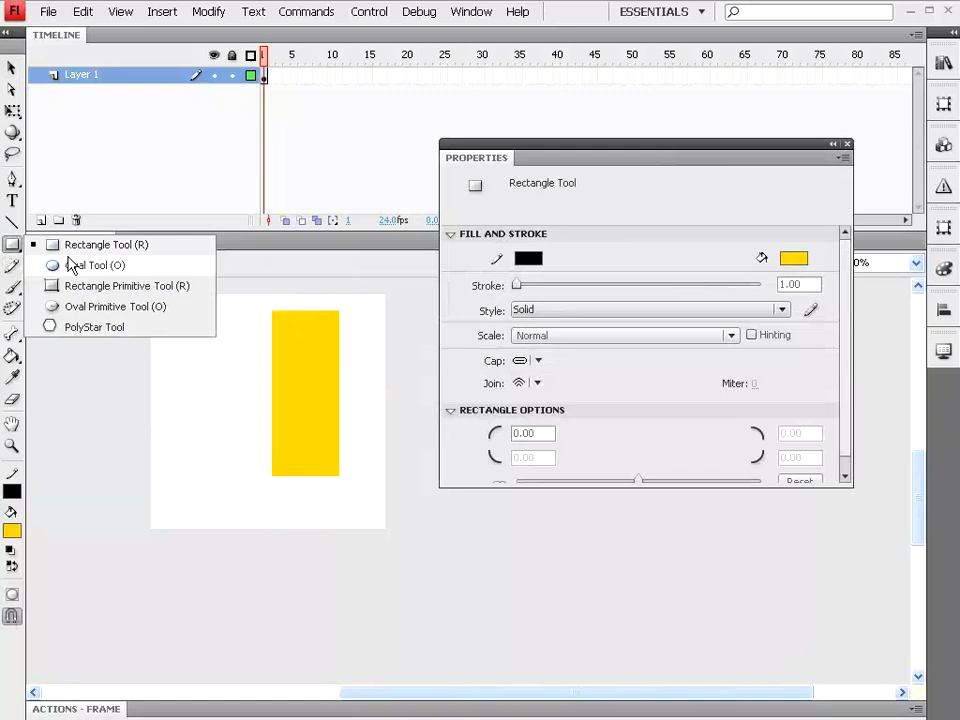 Fl File Edit View Insert Modify Text Commands Control Debug Window Help ESSENTIALS
TIMELINE
1 5 10 15 20 25 30 35 40 45 50 55 60 65 70 75 80 85
Layer 1
PROPERTIES
Rectangle Tool
1 24.0fps
T
FILL AND STROKE
Rectangle Tool (R)
Tool (O)
Rectangle Primitive Tool (R)
Oval Primitive Tool (O)
PolyStar Tool
Stroke: 1.00
Style: Solid
Scale: Normal Hinting
Cap:
Join: Miter: 0
RECTANGLE OPTIONS
0.00 0.00
0.00 0.00
Reset
ACTIONS - FRAME